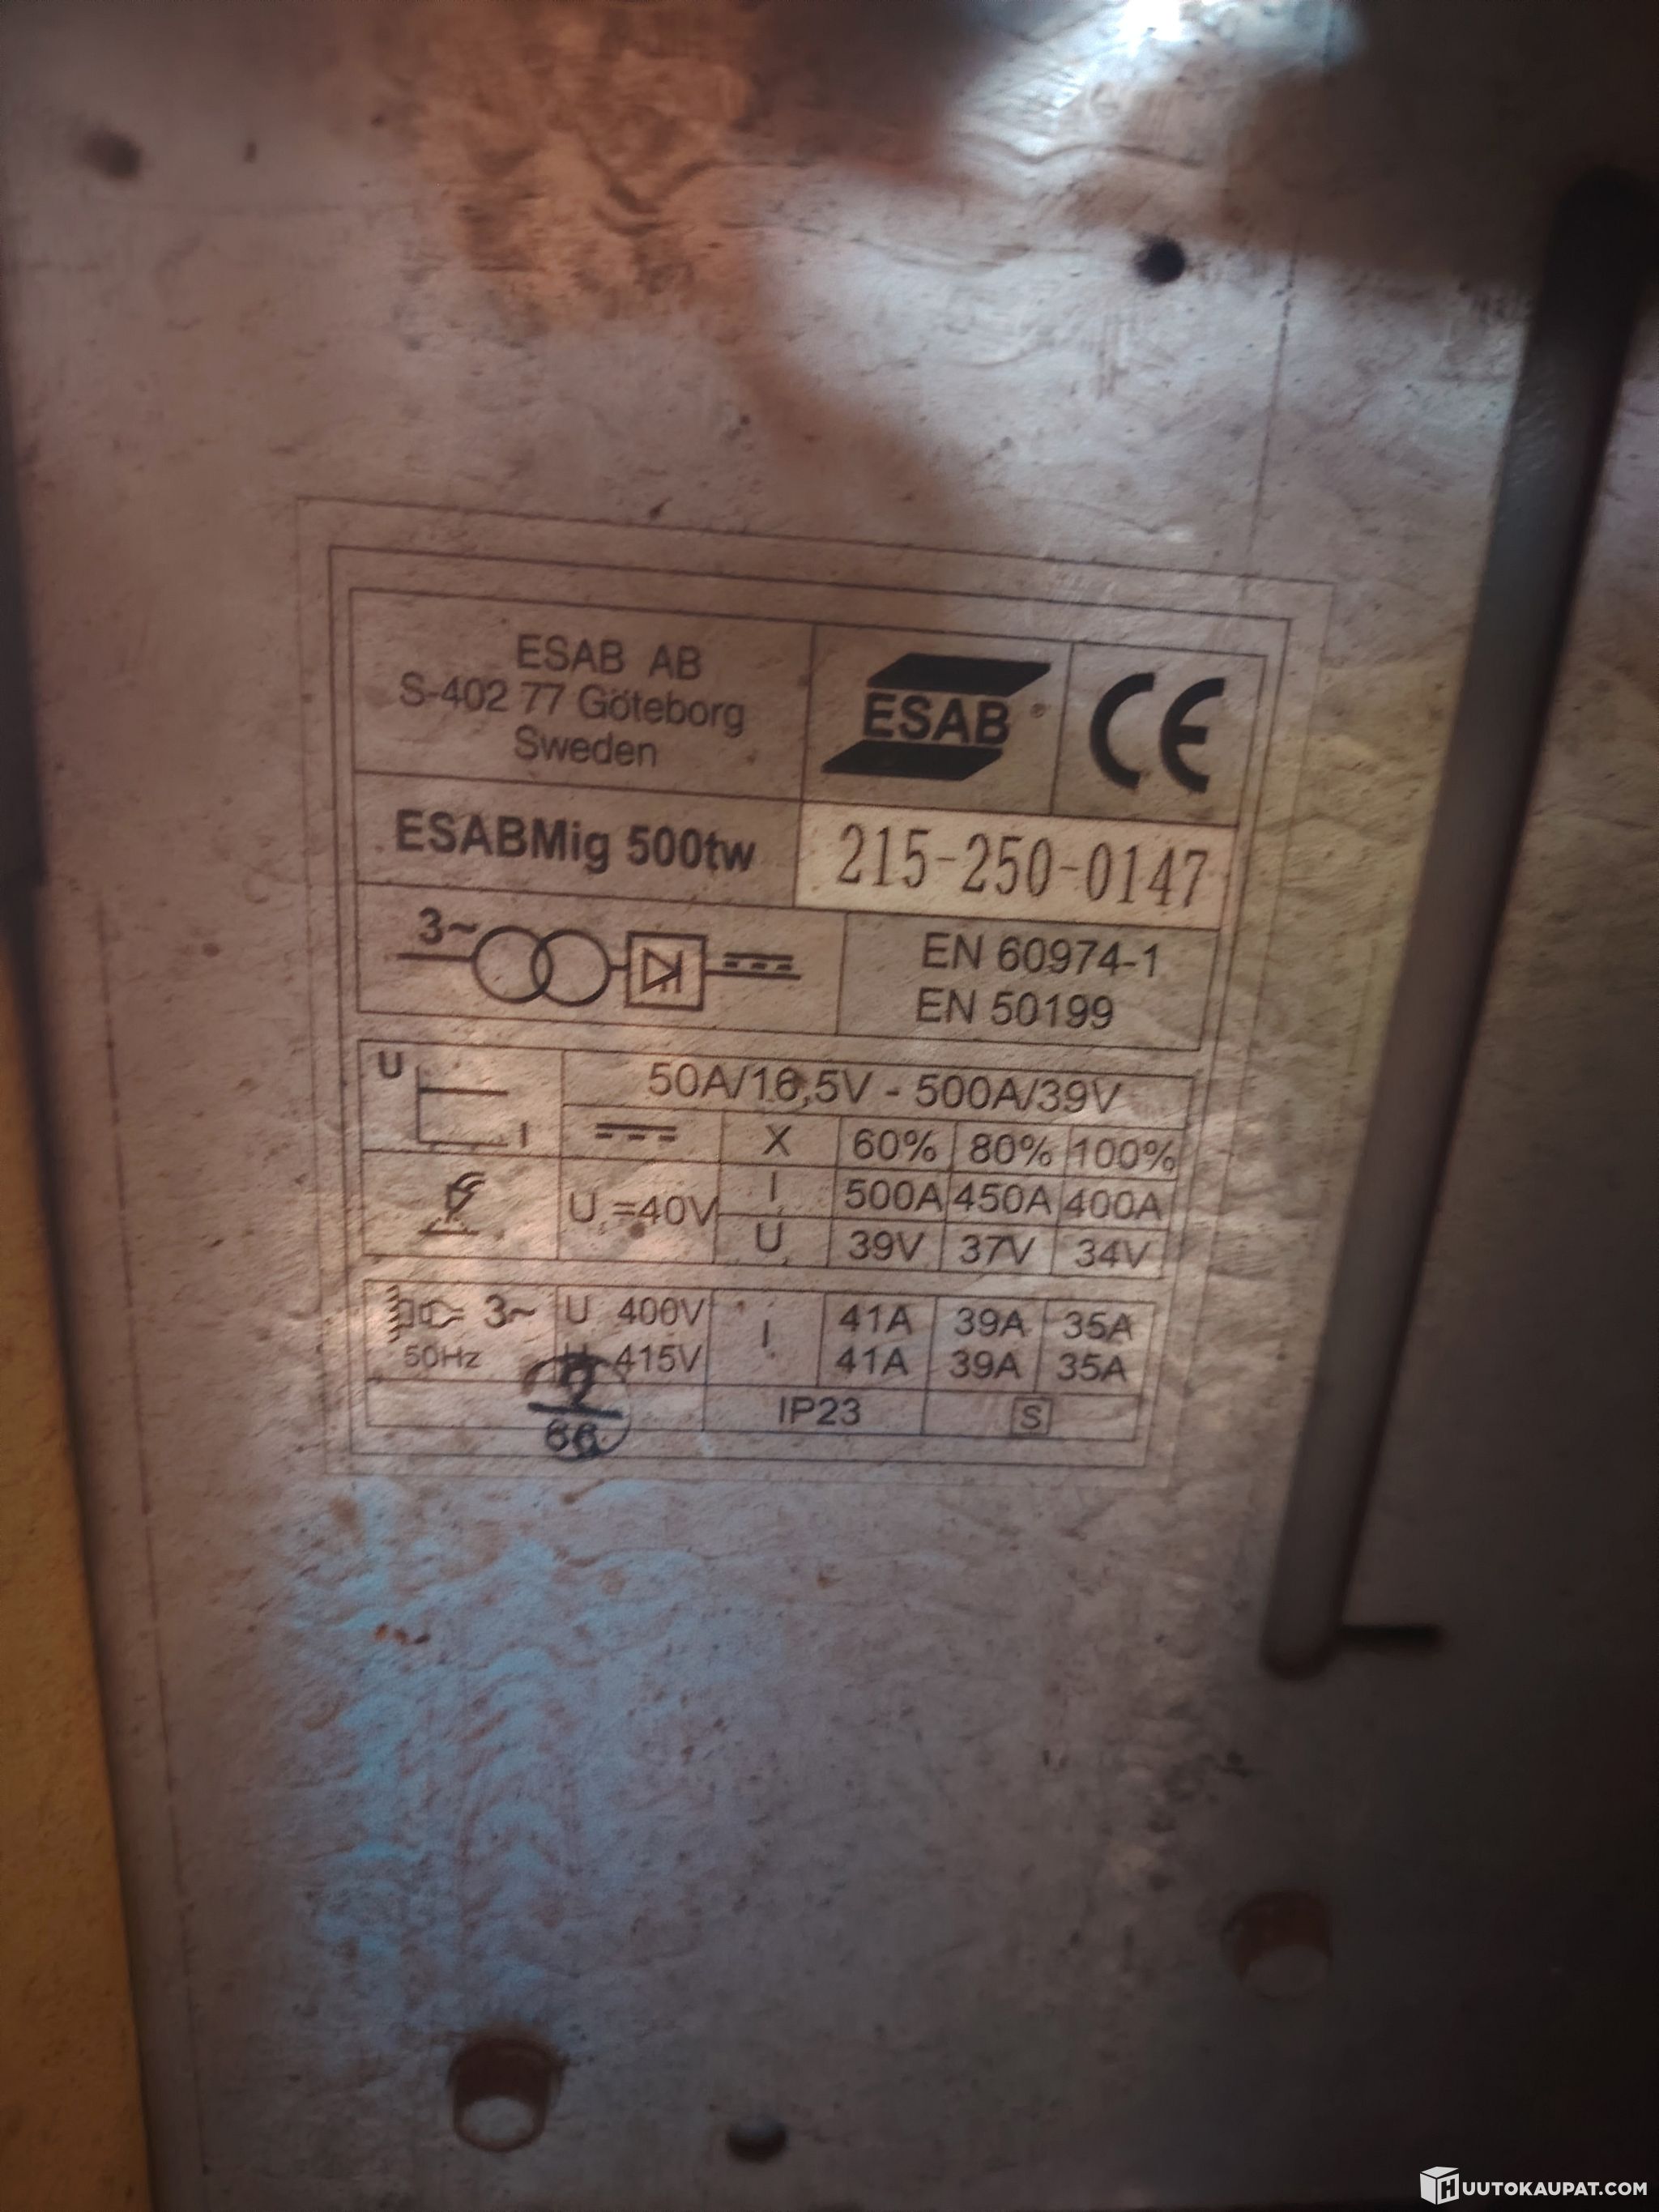 ESAB AB
S-402 77 Göteborg
Sweden
ESAB®
CE
ESABMig 500tw
215-250-0147
3~
EN 60974-1
EN 50199
U
I
50A/16,5V - 500A/39V
X 60% 80% 100%
U =40V
I 500A 450A 400A
U 39V 37V 34V
3~ U 400V I 41A 39A 35A
50Hz U 415V 41A 39A 35A
IP23
S
HUUTOKAUPAT.COM